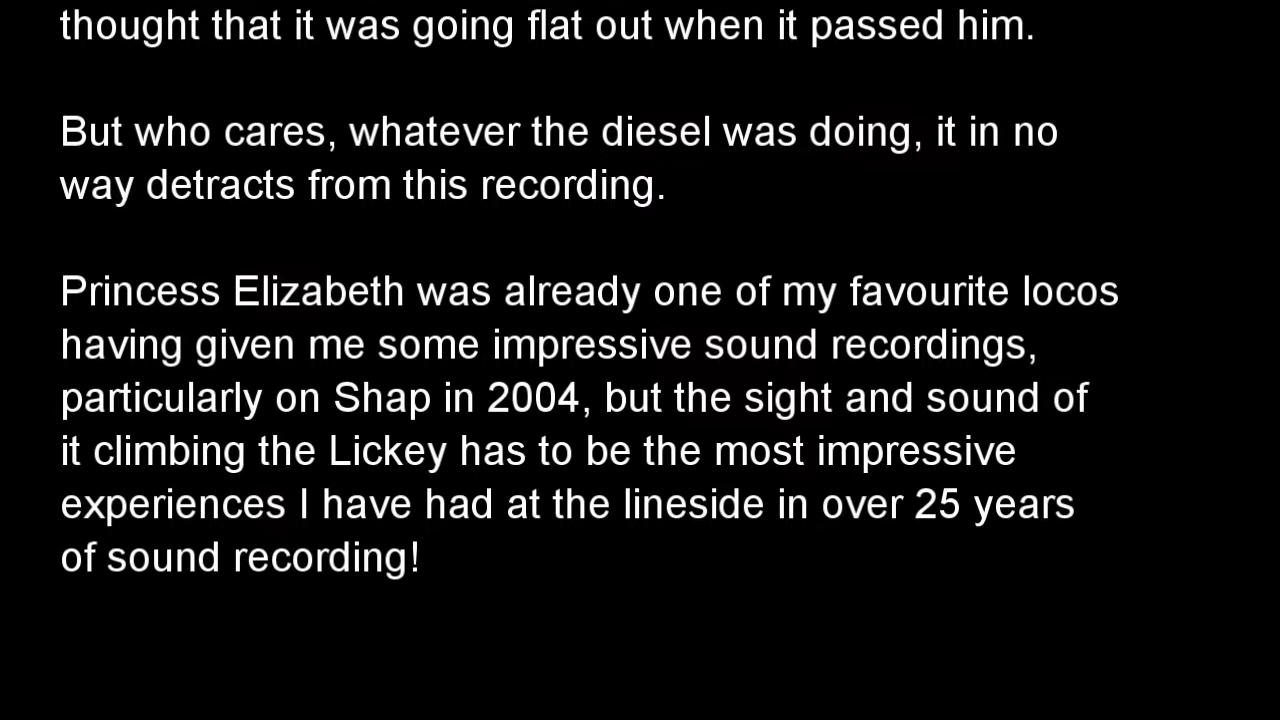 thought that it was going flat out when it passed him.
But who cares, whatever the diesel was doing, it in no
way detracts from this recording.
Princess Elizabeth was already one of my favourite locos
having given me some impressive sound recordings,
particularly on Shap in 2004, but the sight and sound of
it climbing the Lickey has to be the most impressive
experiences I have had at the lineside in over 25 years
of sound recording!